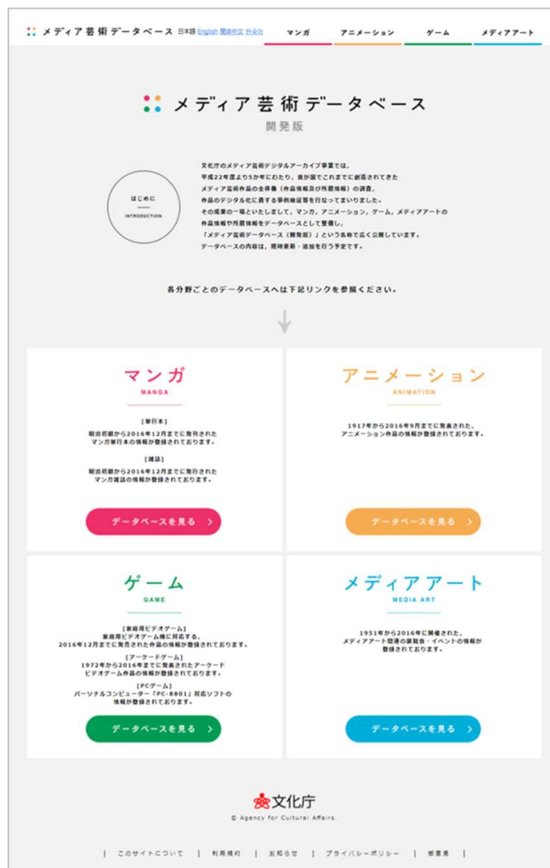 メディア芸術データベース 日本語 English 簡体中文 한국어 マンガ アニメーション ゲーム メディアアート
メディア芸術データベース
開発版
はじめに
INTRODUCTION
文化庁のメディア芸術デジタルアーカイブ事業では,
平成22年度より5か年にわたり, 我が国でこれまでに創造されてきた
メディア芸術作品の全体像（作品情報及び所蔵情報）の調査,
作品のデジタル化に資する事例検証等を行なってまいりました。
その成果の一環といたしまして, マンガ, アニメーション, ゲーム, メディアアートの
作品情報や所蔵情報をデータベースとして整備し,
「メディア芸術データベース（開発版）」という名称で広く公開しています。
データベースの内容は, 随時更新・追加を行う予定です。
各分野ごとのデータベースへは下記リンクを参照ください。
マンガ
MANGA
[単行本]
明治初期から2016年12月までに発刊された
マンガ単行本の情報が登録されております。
[雑誌]
明治初期から2016年12月までに発行された
マンガ雑誌の情報が登録されております。
データベースを見る
アニメーション
ANIMATION
1917年から2016年9月までに発表された,
アニメーション作品の情報が登録されております。
データベースを見る
ゲーム
GAME
[家庭用ビデオゲーム]
家庭用ビデオゲーム機に対応する,
2016年12月までに発売された作品の情報が登録されております。
[アーケードゲーム]
1972年から2016年までに発表されたアーケード
ビデオゲーム作品の情報が登録されております。
[PCゲーム]
パーソナルコンピューター「PC-8801」対応ソフトの
情報が登録されております。
データベースを見る
メディアアート
MEDIA ART
1951年から2016年に開催された,
メディアアート関連の展覧会・イベントの情報が
登録されております。
データベースを見る
文化庁
© Agency for Cultural Affairs.
| このサイトについて | 利用規約 | お知らせ | プライバシーポリシー | 概要英 |